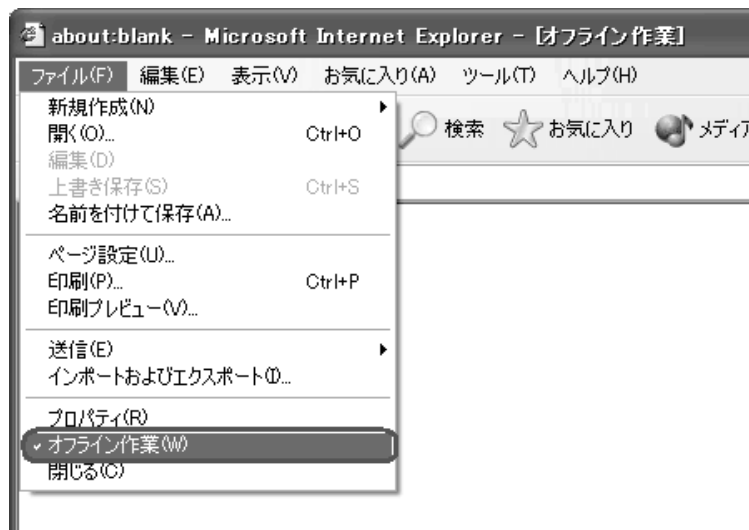 about:blank - Microsoft Internet Explorer - [オフライン作業]
ファイル(F) 編集(E) 表示(V) お気に入り(A) ツール(T) ヘルプ(H)
検索 お気に入り メディア
新規作成(N)
開く(O)... Ctrl+O
編集(D)
上書き保存(S) Ctrl+S
名前を付けて保存(A)...
ページ設定(U)...
印刷(P)... Ctrl+P
印刷プレビュー(V)...
送信(E)
インポートおよびエクスポート(I)...
プロパティ(R)
オフライン作業(W)
閉じる(C)